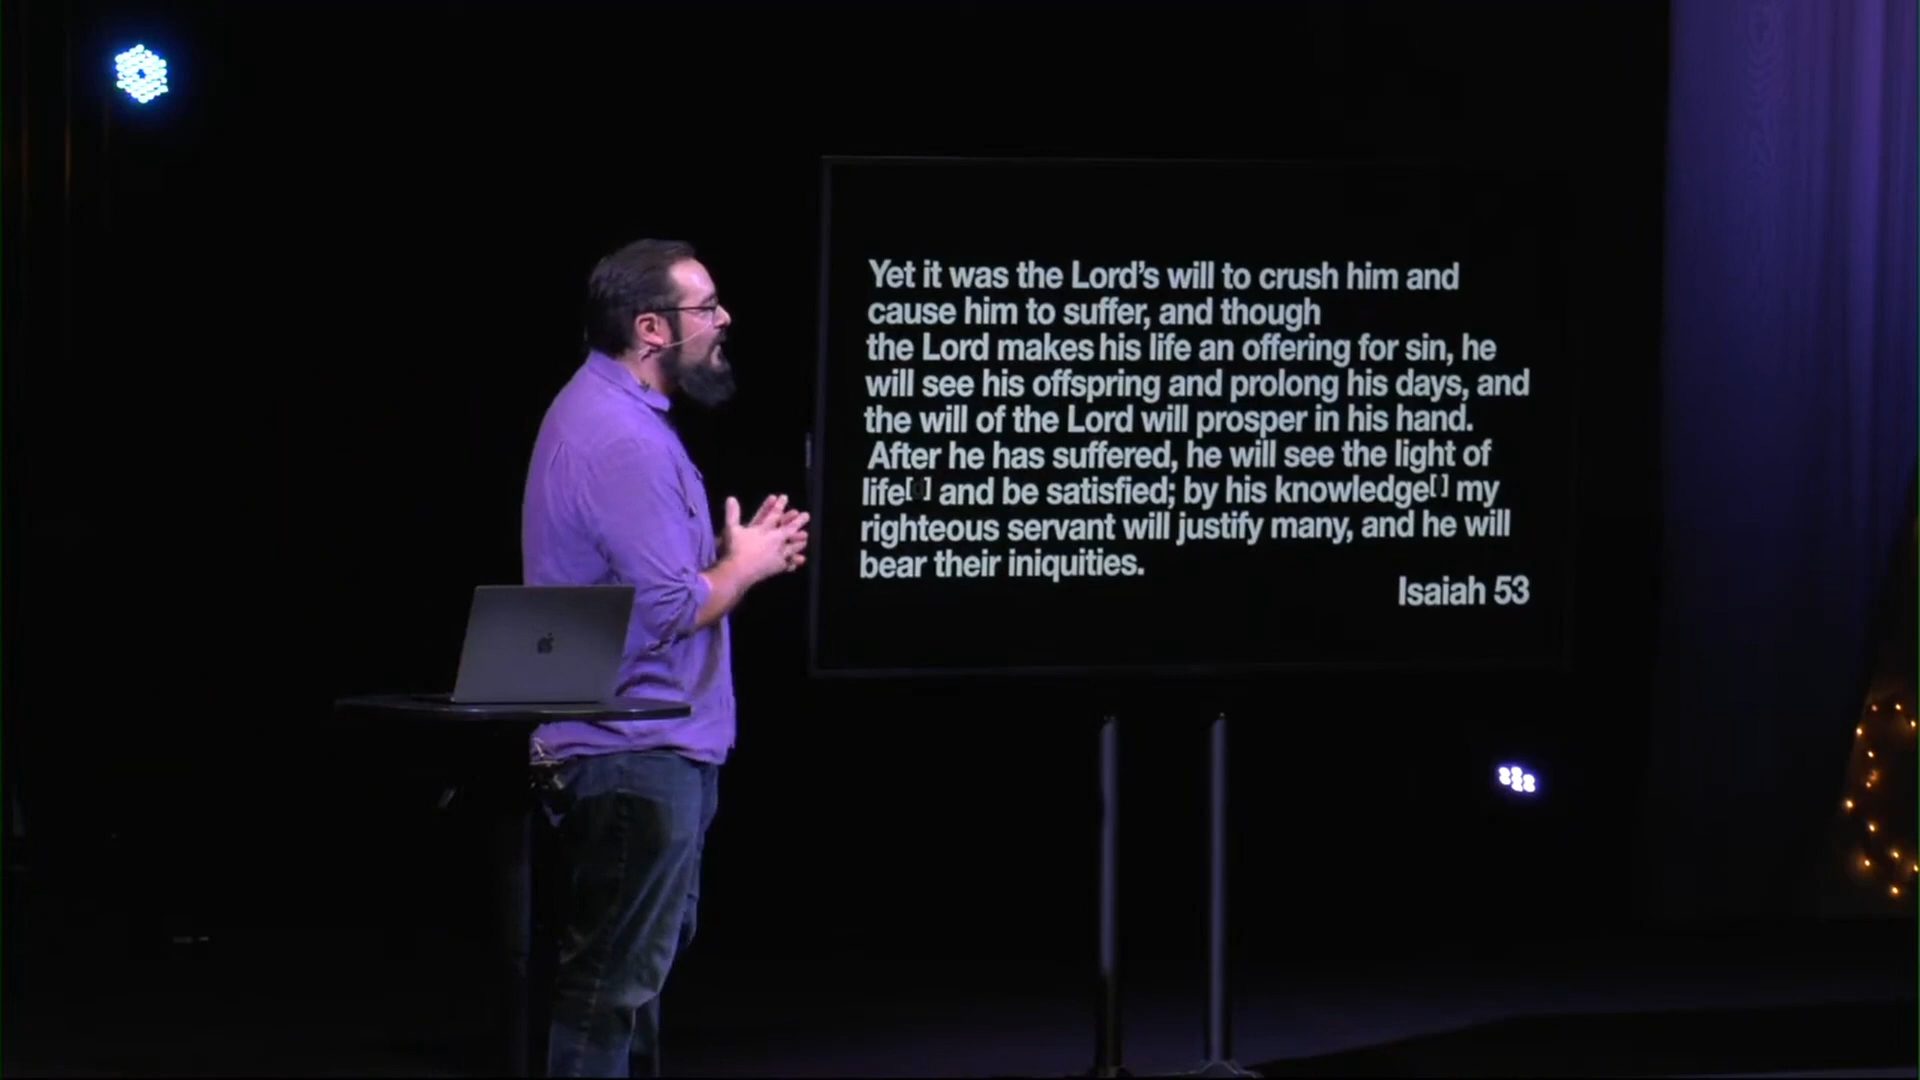 Yet it was the Lord’s will to crush him and
cause him to suffer, and though
the Lord makes his life an offering for sin, he
will see his offspring and prolong his days, and
the will of the Lord will prosper in his hand.
After he has suffered, he will see the light of
life[d] and be satisfied; by his knowledge[ ] my
righteous servant will justify many, and he will
bear their iniquities.
Isaiah 53